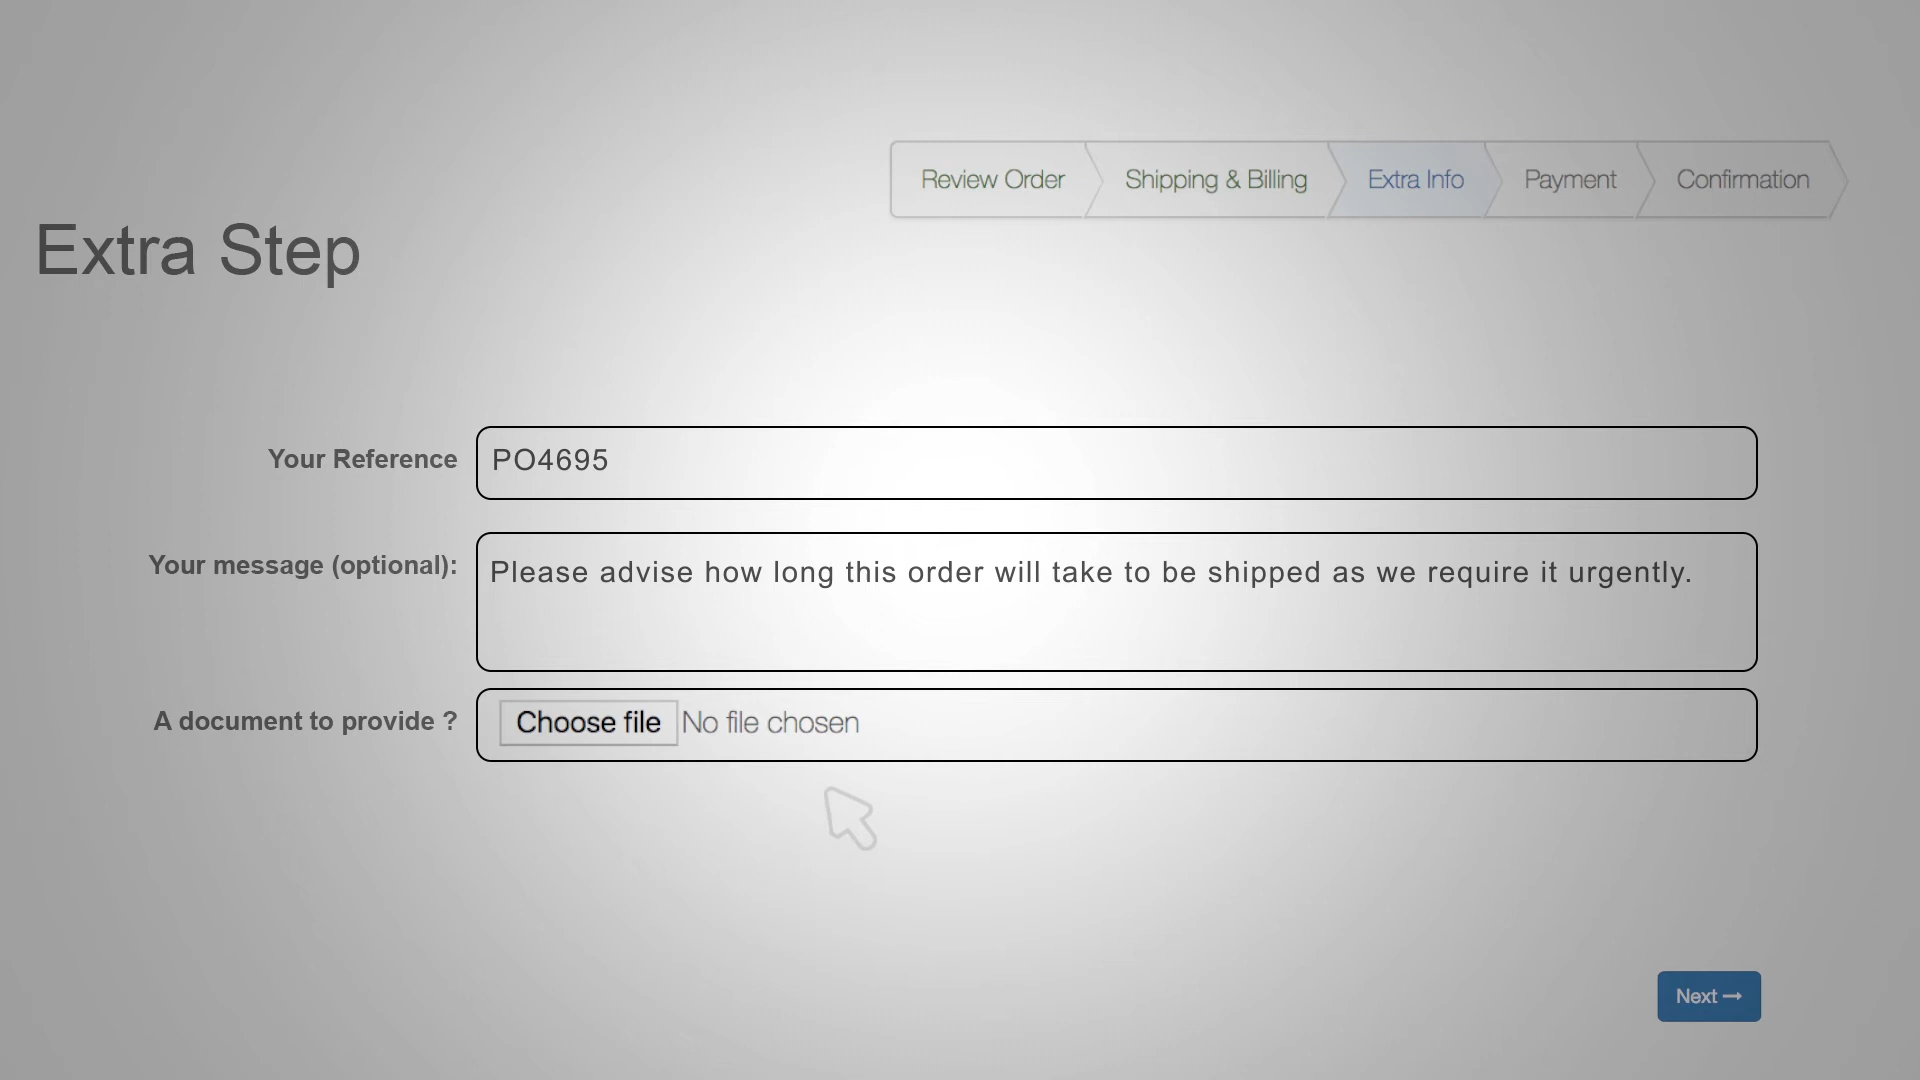 Review Order Shipping & Billing Extra Info Payment Confirmation
Extra Step
Your Reference PO4695
Your message (optional): Please advise how long this order will take to be shipped as we require it urgently.
A document to provide ? Choose file No file chosen
Next →